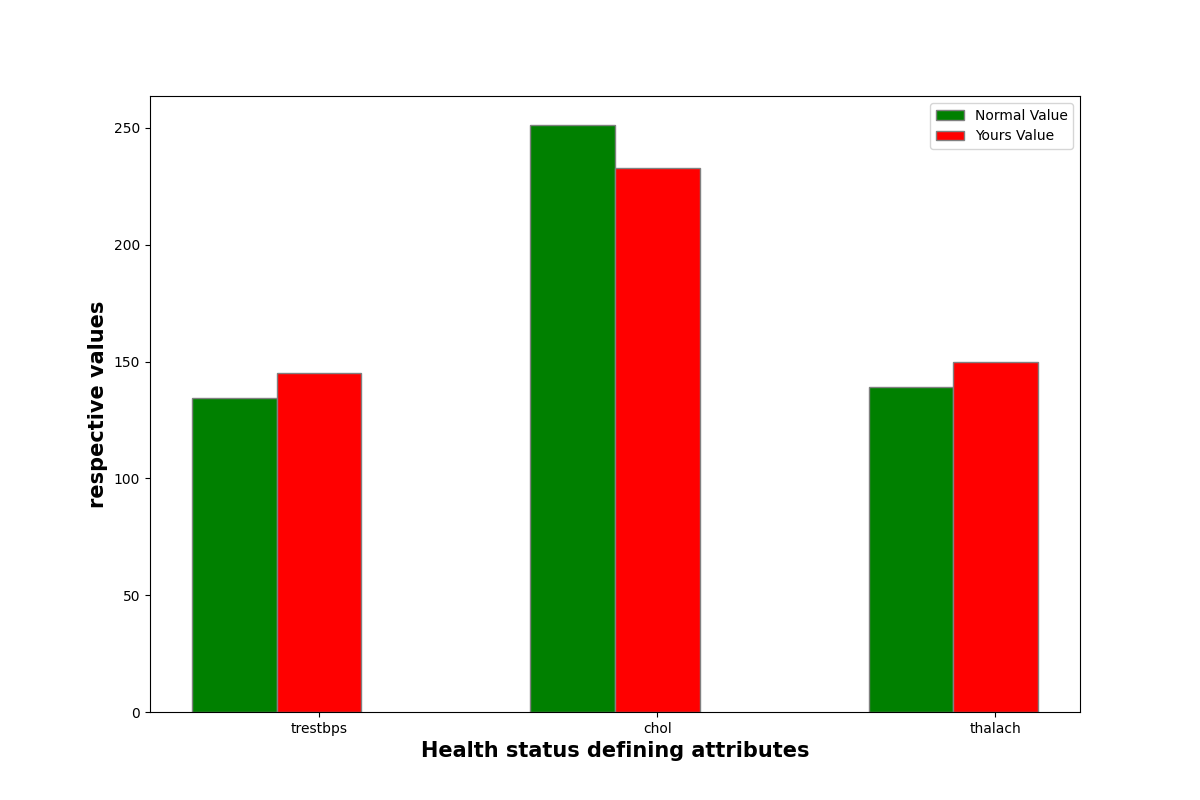 Normal Value
Yours Value
250
200
150
100
50
0
respective values
trestbps chol thalach
Health status defining attributes